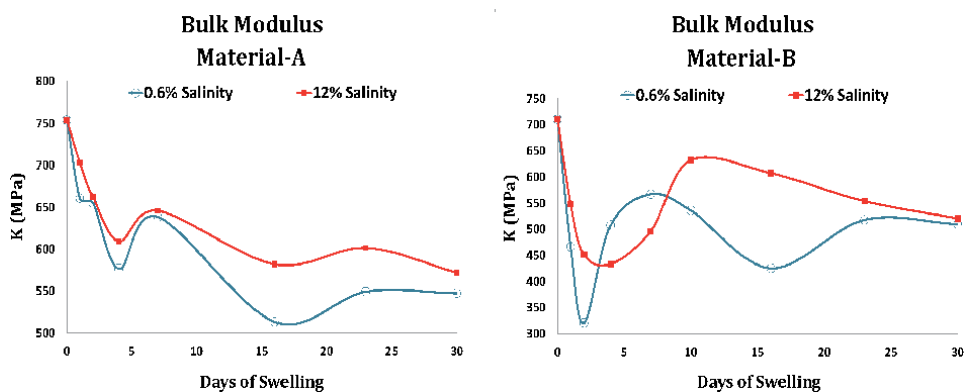 Bulk Modulus
Material-A
0.6% Salinity
12% Salinity
800
750
700
650
600
550
500
K (MPa)
0
5
10
15
20
25
30
Days of Swelling
Bulk Modulus
Material-B
0.6% Salinity
12% Salinity
750
700
650
600
550
500
450
400
350
300
K (MPa)
0
5
10
15
20
25
30
Days of Swelling